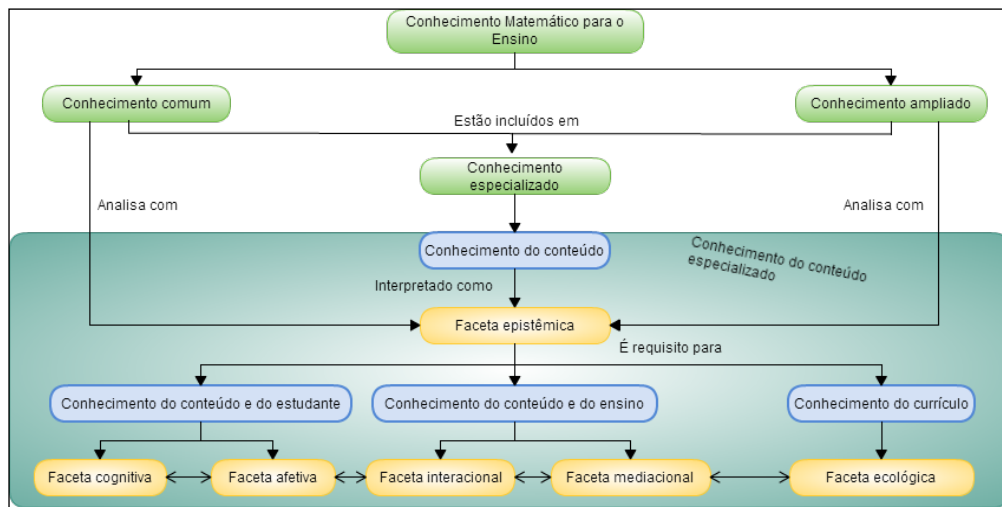 Conhecimento Matemático para o
Ensino
Conhecimento comum
Conhecimento ampliado
Estão incluídos em
Conhecimento
especializado
Analisa com
Analisa com
Conhecimento do conteúdo
Conhecimento do conteúdo
especializado
Interpretado como
Faceta epistêmica
É requisito para
Conhecimento do conteúdo e do estudante
Conhecimento do conteúdo e do ensino
Conhecimento do currículo
Faceta cognitiva
Faceta afetiva
Faceta interacional
Faceta mediacional
Faceta ecológica